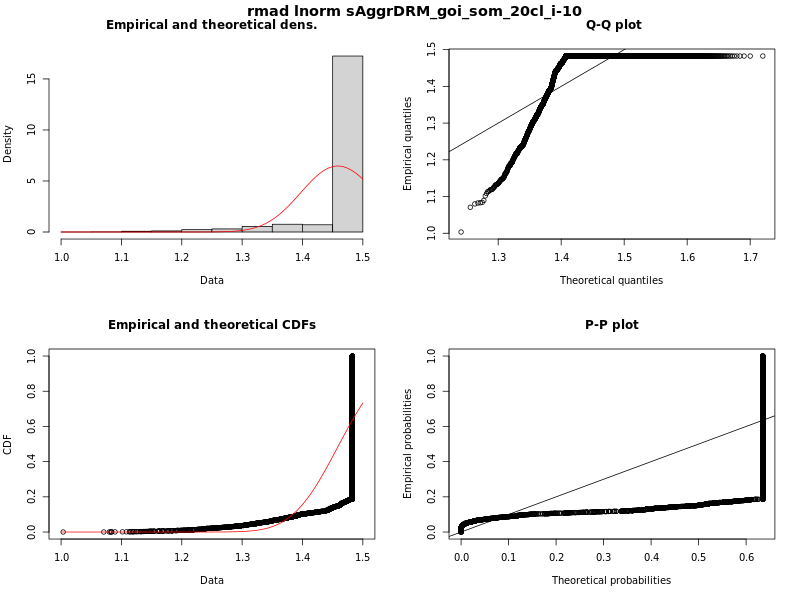 rmad lnorm sAggrDRM_goi_som_20cl_i-10
Empirical and theoretical dens.
Density
0
5
10
15
1.0 1.1 1.2 1.3 1.4 1.5
Data
Q-Q plot
Empirical quantiles
1.0 1.1 1.2 1.3 1.4 1.5
1.3 1.4 1.5 1.6 1.7
Theoretical quantiles
Empirical and theoretical CDFs
CDF
0.0 0.2 0.4 0.6 0.8 1.0
1.0 1.1 1.2 1.3 1.4 1.5
Data
P-P plot
Empirical probabilities
0.0 0.2 0.4 0.6 0.8 1.0
0.0 0.1 0.2 0.3 0.4 0.5 0.6
Theoretical probabilities